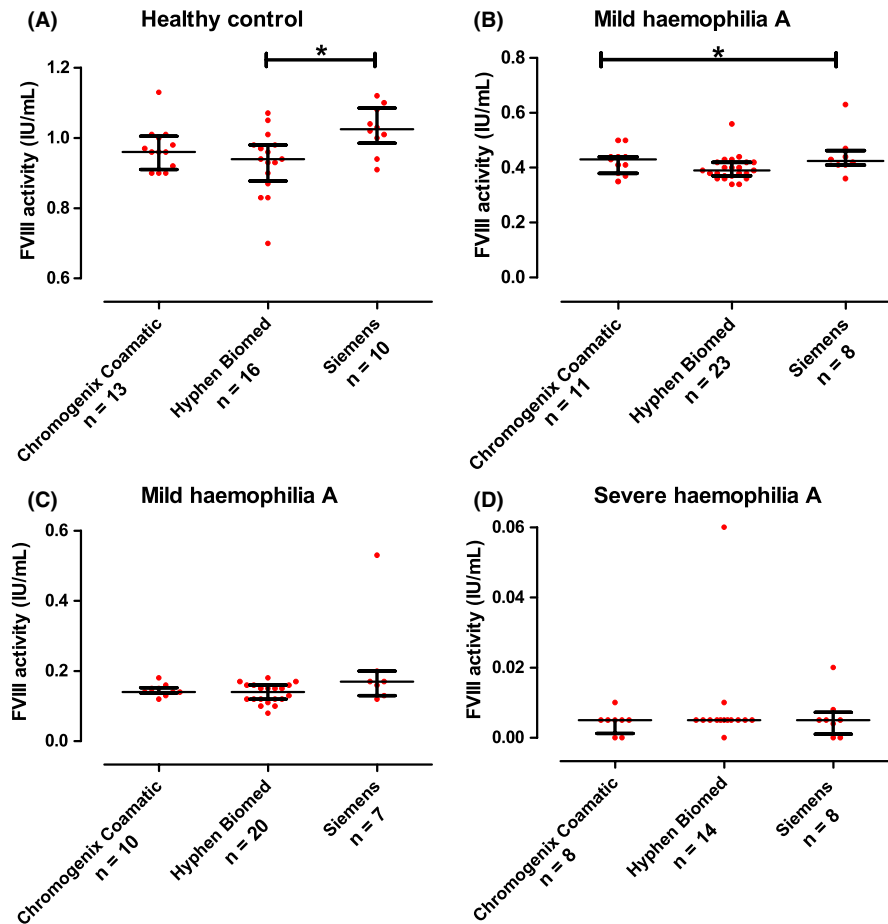 (A) Healthy control
*
FVIII activity (IU/mL)
1.2
1.0
0.8
0.6
Chromogenix Coamatic
n = 13
Hyphen Biomed
n = 16
Siemens
n = 10
(B) Mild haemophilia A
*
FVIII activity (IU/mL)
0.8
0.6
0.4
0.2
0.0
Chromogenix Coamatic
n = 11
Hyphen Biomed
n = 23
Siemens
n = 8
(C) Mild haemophilia A
FVIII activity (IU/mL)
0.6
0.4
0.2
0.0
Chromogenix Coamatic
n = 10
Hyphen Biomed
n = 20
Siemens
n = 7
(D) Severe haemophilia A
FVIII activity (IU/mL)
0.06
0.04
0.02
0.00
Chromogenix Coamatic
n = 8
Hyphen Biomed
n = 14
Siemens
n = 8